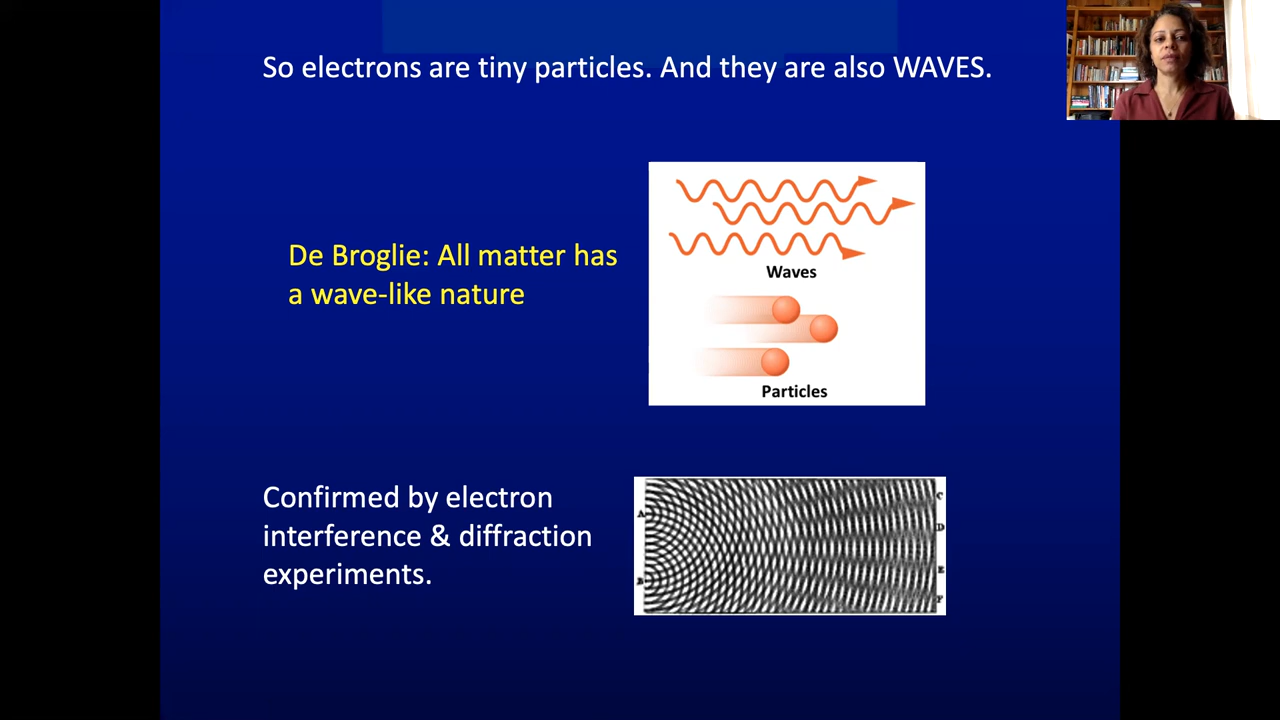 So electrons are tiny particles. And they are also WAVES.
De Broglie: All matter has
a wave-like nature
Waves
Particles
Confirmed by electron
interference & diffraction
experiments.
A
B
C
D
E
F